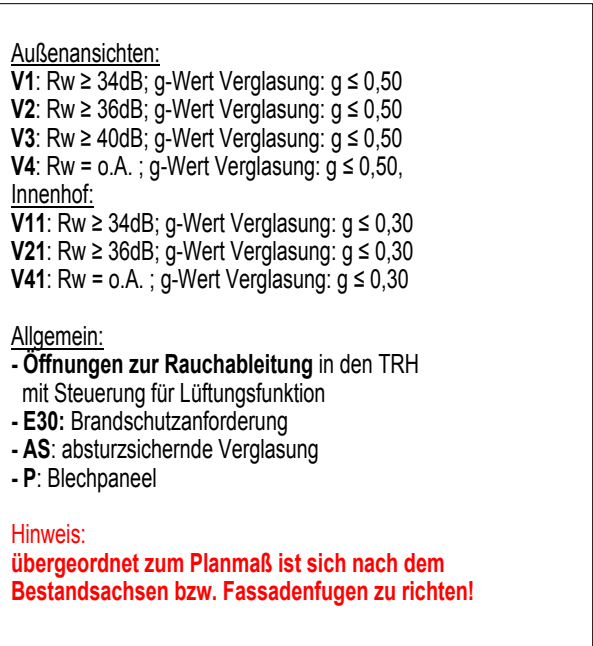 Außenansichten:
V1: Rw ≥ 34dB; g-Wert Verglasung: g ≤ 0,50
V2: Rw ≥ 36dB; g-Wert Verglasung: g ≤ 0,50
V3: Rw ≥ 40dB; g-Wert Verglasung: g ≤ 0,50
V4: Rw = o.A. ; g-Wert Verglasung: g ≤ 0,50,
Innenhof:
V11: Rw ≥ 34dB; g-Wert Verglasung: g ≤ 0,30
V21: Rw ≥ 36dB; g-Wert Verglasung: g ≤ 0,30
V41: Rw = o.A. ; g-Wert Verglasung: g ≤ 0,30
Allgemein:
- Öffnungen zur Rauchableitung in den TRH
mit Steuerung für Lüftungsfunktion
- E30: Brandschutzanforderung
- AS: absturzsichernde Verglasung
- P: Blechpaneel
Hinweis:
übergeordnet zum Planmaß ist sich nach dem
Bestandsachsen bzw. Fassadenfugen zu richten!